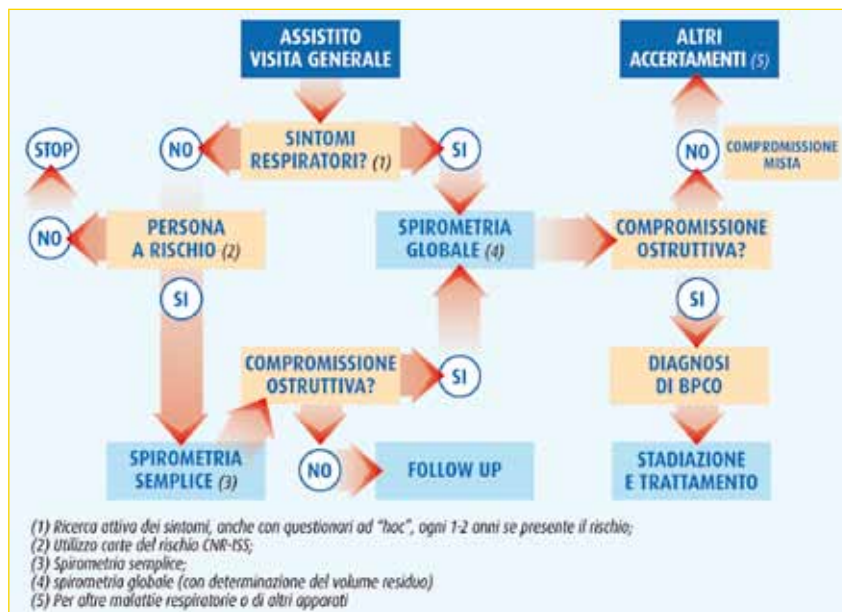 ASSISTITO
VISITA GENERALE
ALTRI
ACCERTAMENTI (5)
STOP
NO
SINTOMI
RESPIRATORI? (1)
SI
NO
COMPROMISSIONE
MISTA
NO
PERSONA
A RISCHIO (2)
SPIROMETRIA
GLOBALE (4)
COMPROMISSIONE
OSTRUTTIVA?
SI
SI
COMPROMISSIONE
OSTRUTTIVA?
SI
DIAGNOSI
DI BPCO
SPIROMETRIA
SEMPLICE (3)
NO
FOLLOW UP
STADIAZIONE
E TRATTAMENTO
(1) Ricerca attiva dei sintomi, anche con questionari ad "hoc", ogni 1-2 anni se presente il rischio;
(2) Utilizzo carte del rischio CNR-ISS;
(3) Spirometria semplice;
(4) spirometria globale (con determinazione del volume residuo)
(5) Per altre malattie respiratorie o di altri apparati